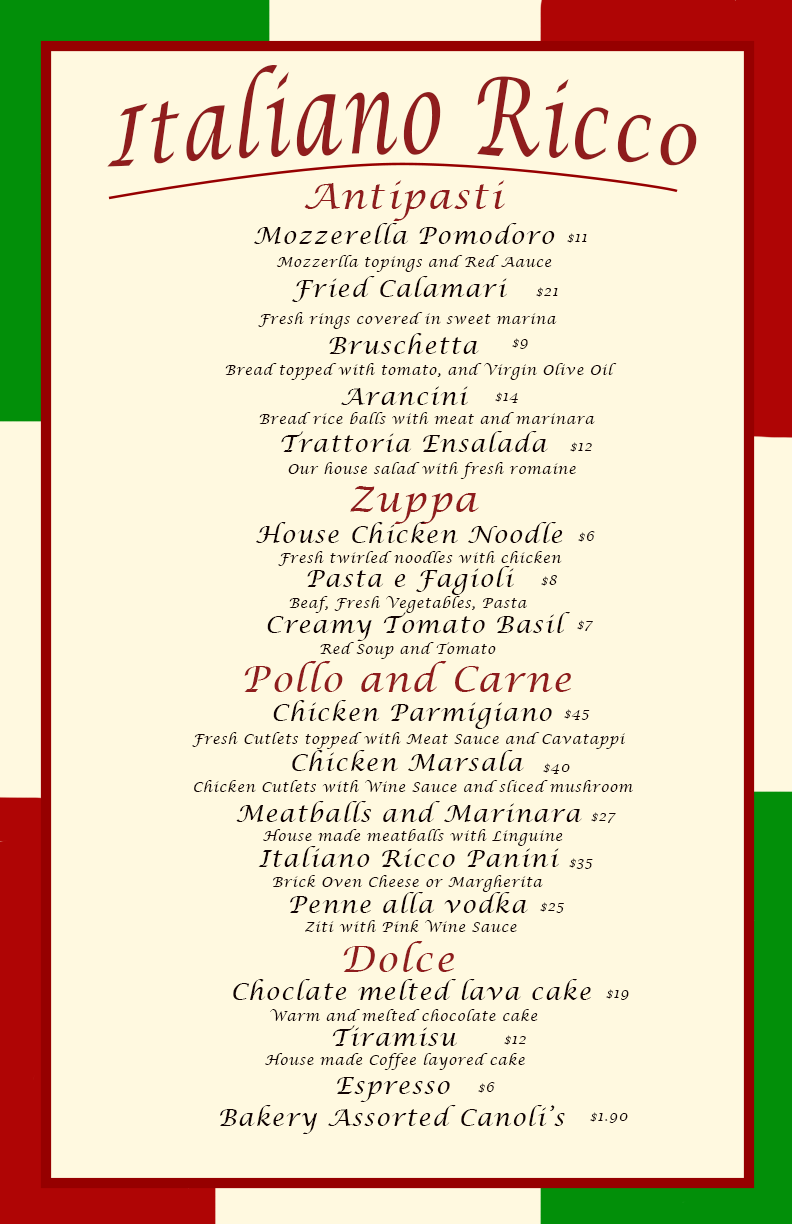 Italiano Ricco
Antipasti
Mozzerella Pomodoro $11
Mozzerlla topings and Red Aauce
Fried Calamari $21
Fresh rings covered in sweet marina
Bruschetta $9
Bread topped with tomato, and Virgin Olive Oil
Arancini $14
Bread rice balls with meat and marinara
Trattoria Ensalada $12
Our house salad with fresh romaine
Zuppa
House Chicken Noodle $6
Fresh twirled noodles with chicken
Pasta e Fagioli $8
Beaf, Fresh Vegetables, Pasta
Creamy Tomato Basil $7
Red Soup and Tomato
Pollo and Carne
Chicken Parmigiano $45
Fresh Cutlets topped with Meat Sauce and Cavatappi
Chicken Marsala $40
Chicken Cutlets with Wine Sauce and sliced mushroom
Meatballs and Marinara $27
House made meatballs with Linguine
Italiano Ricco Panini $35
Brick Oven Cheese or Margherita
Penne alla vodka $25
Ziti with Pink Wine Sauce
Dolce
Choclate melted lava cake $19
Warm and melted chocolate cake
Tiramisu $12
House made Coffee layored cake
Espresso $6
Bakery Assorted Canoli's $1.90